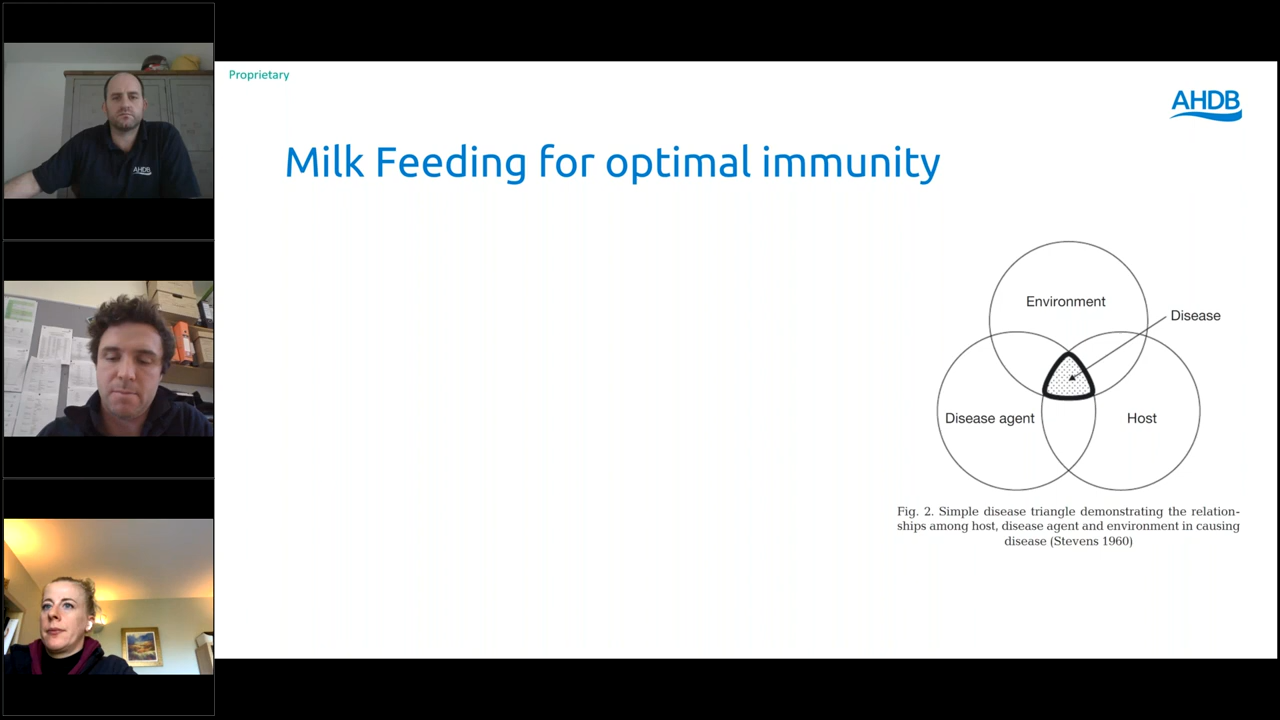 Proprietary
AHDB
Milk Feeding for optimal immunity
Environment
Disease
Disease agent
Host
Fig. 2. Simple disease triangle demonstrating the relation-
ships among host, disease agent and environment in causing
disease (Stevens 1960)
AHDB